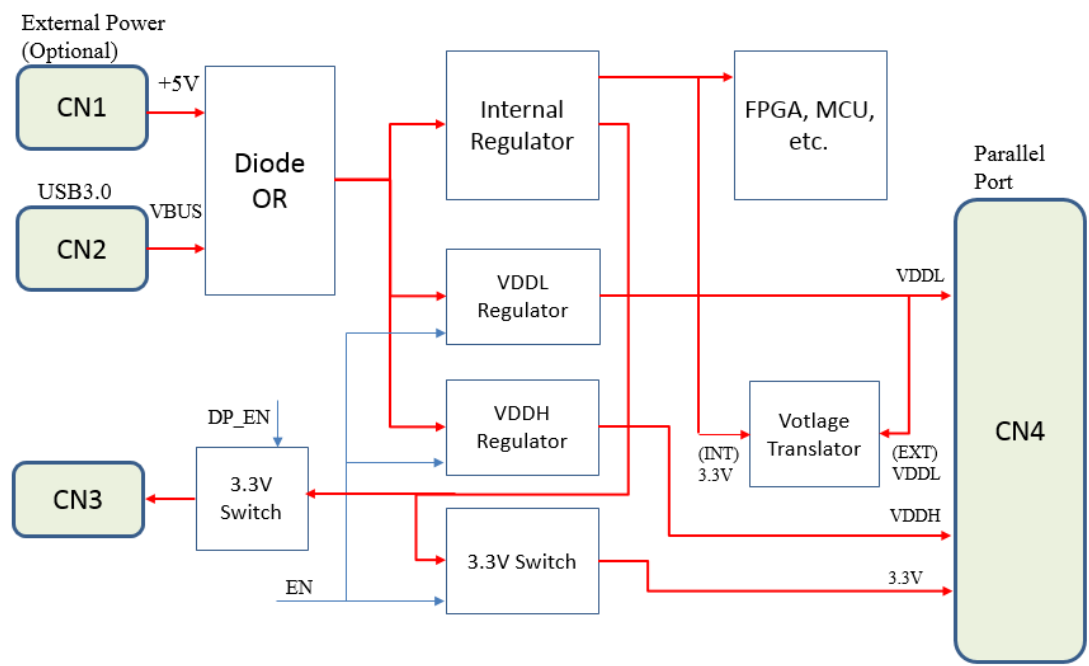 External Power
(Optional)
CN1
+5V
USB3.0
CN2
VBUS
Diode
OR
Internal
Regulator
FPGA, MCU,
etc.
Parallel
Port
VDDL
Regulator
VDDL
DP_EN
VDDH
Regulator
Votlage
Translator
(INT)
3.3V
(EXT)
VDDL
CN4
CN3
3.3V
Switch
VDDH
3.3V Switch
3.3V
EN